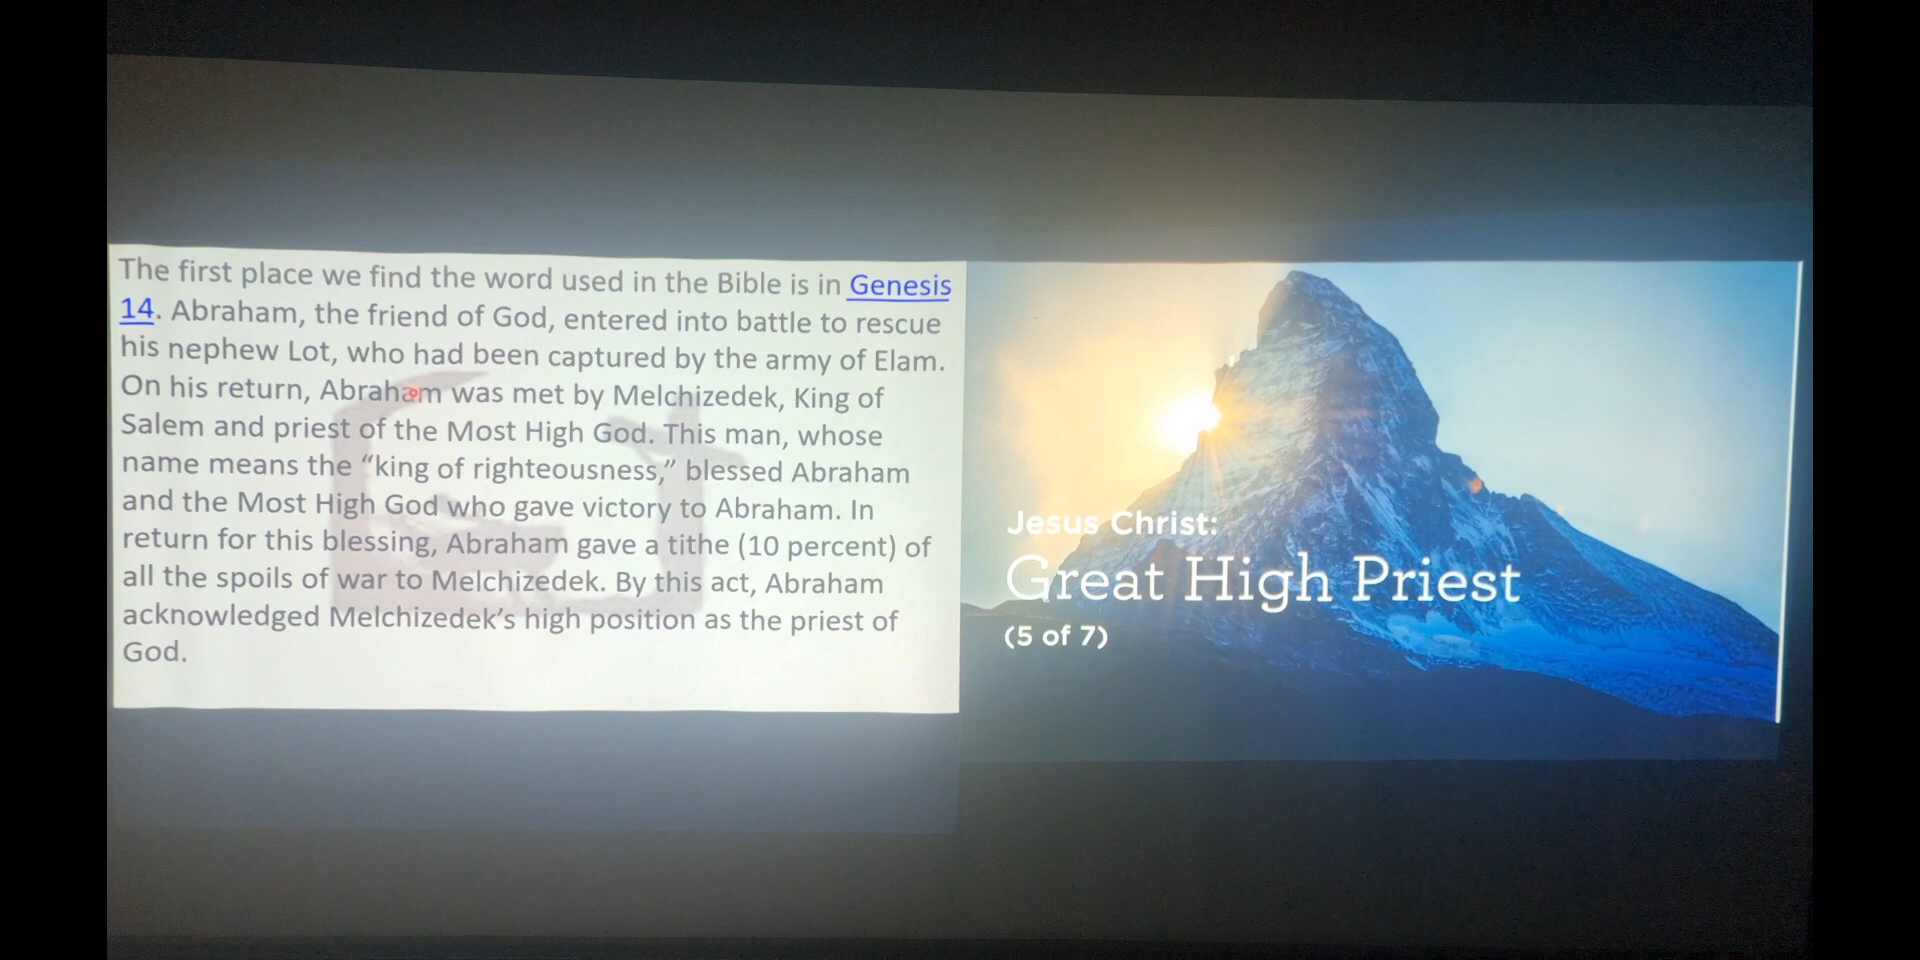 The first place we find the word used in the Bible is in Genesis
14. Abraham, the friend of God, entered into battle to rescue
his nephew Lot, who had been captured by the army of Elam.
On his return, Abraham was met by Melchizedek, King of
Salem and priest of the Most High God. This man, whose
name means the “king of righteousness,” blessed Abraham
and the Most High God who gave victory to Abraham. In
return for this blessing, Abraham gave a tithe (10 percent) of
all the spoils of war to Melchizedek. By this act, Abraham
acknowledged Melchizedek’s high position as the priest of
God.
Jesus Christ:
Great High Priest
(5 of 7)